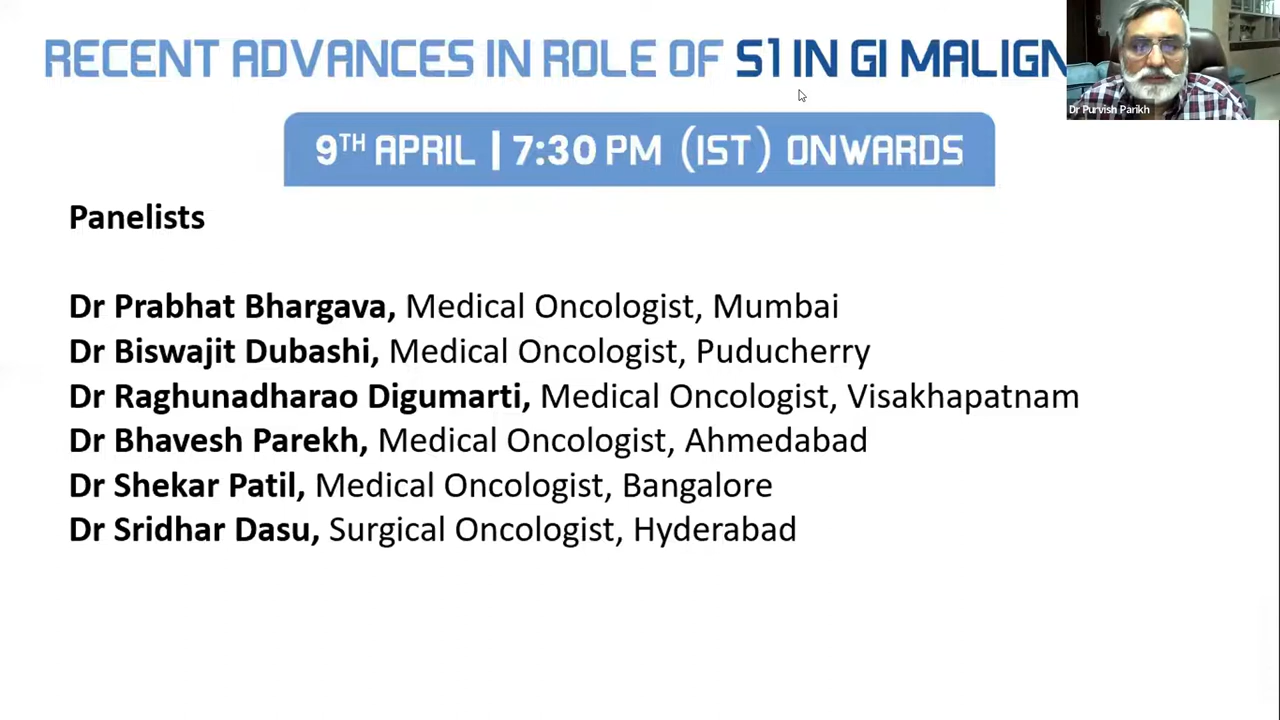 RECENT ADVANCES IN ROLE OF S1 IN GI MALIGN
Dr Purvish Parikh
9TH APRIL | 7:30 PM (IST) ONWARDS
Panelists
Dr Prabhat Bhargava, Medical Oncologist, Mumbai
Dr Biswajit Dubashi, Medical Oncologist, Puducherry
Dr Raghunadharao Digumarti, Medical Oncologist, Visakhapatnam
Dr Bhavesh Parekh, Medical Oncologist, Ahmedabad
Dr Shekar Patil, Medical Oncologist, Bangalore
Dr Sridhar Dasu, Surgical Oncologist, Hyderabad